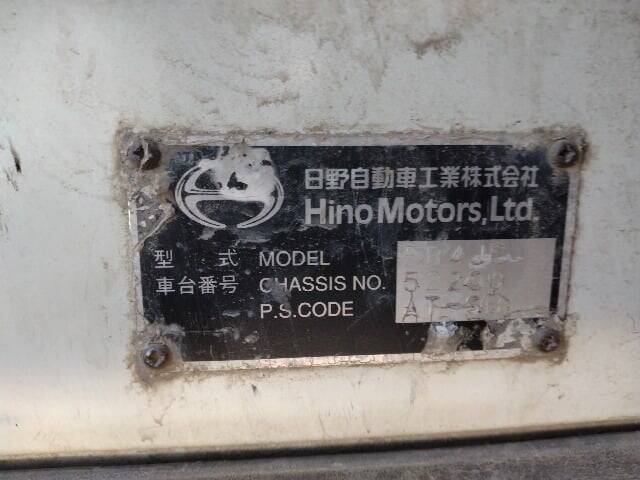 日野自動車工業株式会社
Hino Motors, Ltd.
型 式 MODEL
車台番号 CHASSIS NO.
P.S.CODE